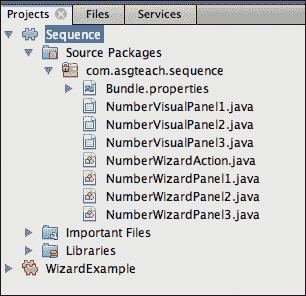 Projects Files Services
Sequence
Source Packages
com.asgteach.sequence
Bundle.properties
NumberVisualPanel1.java
NumberVisualPanel2.java
NumberVisualPanel3.java
NumberWizardAction.java
NumberWizardPanel1.java
NumberWizardPanel2.java
NumberWizardPanel3.java
Important Files
Libraries
WizardExample